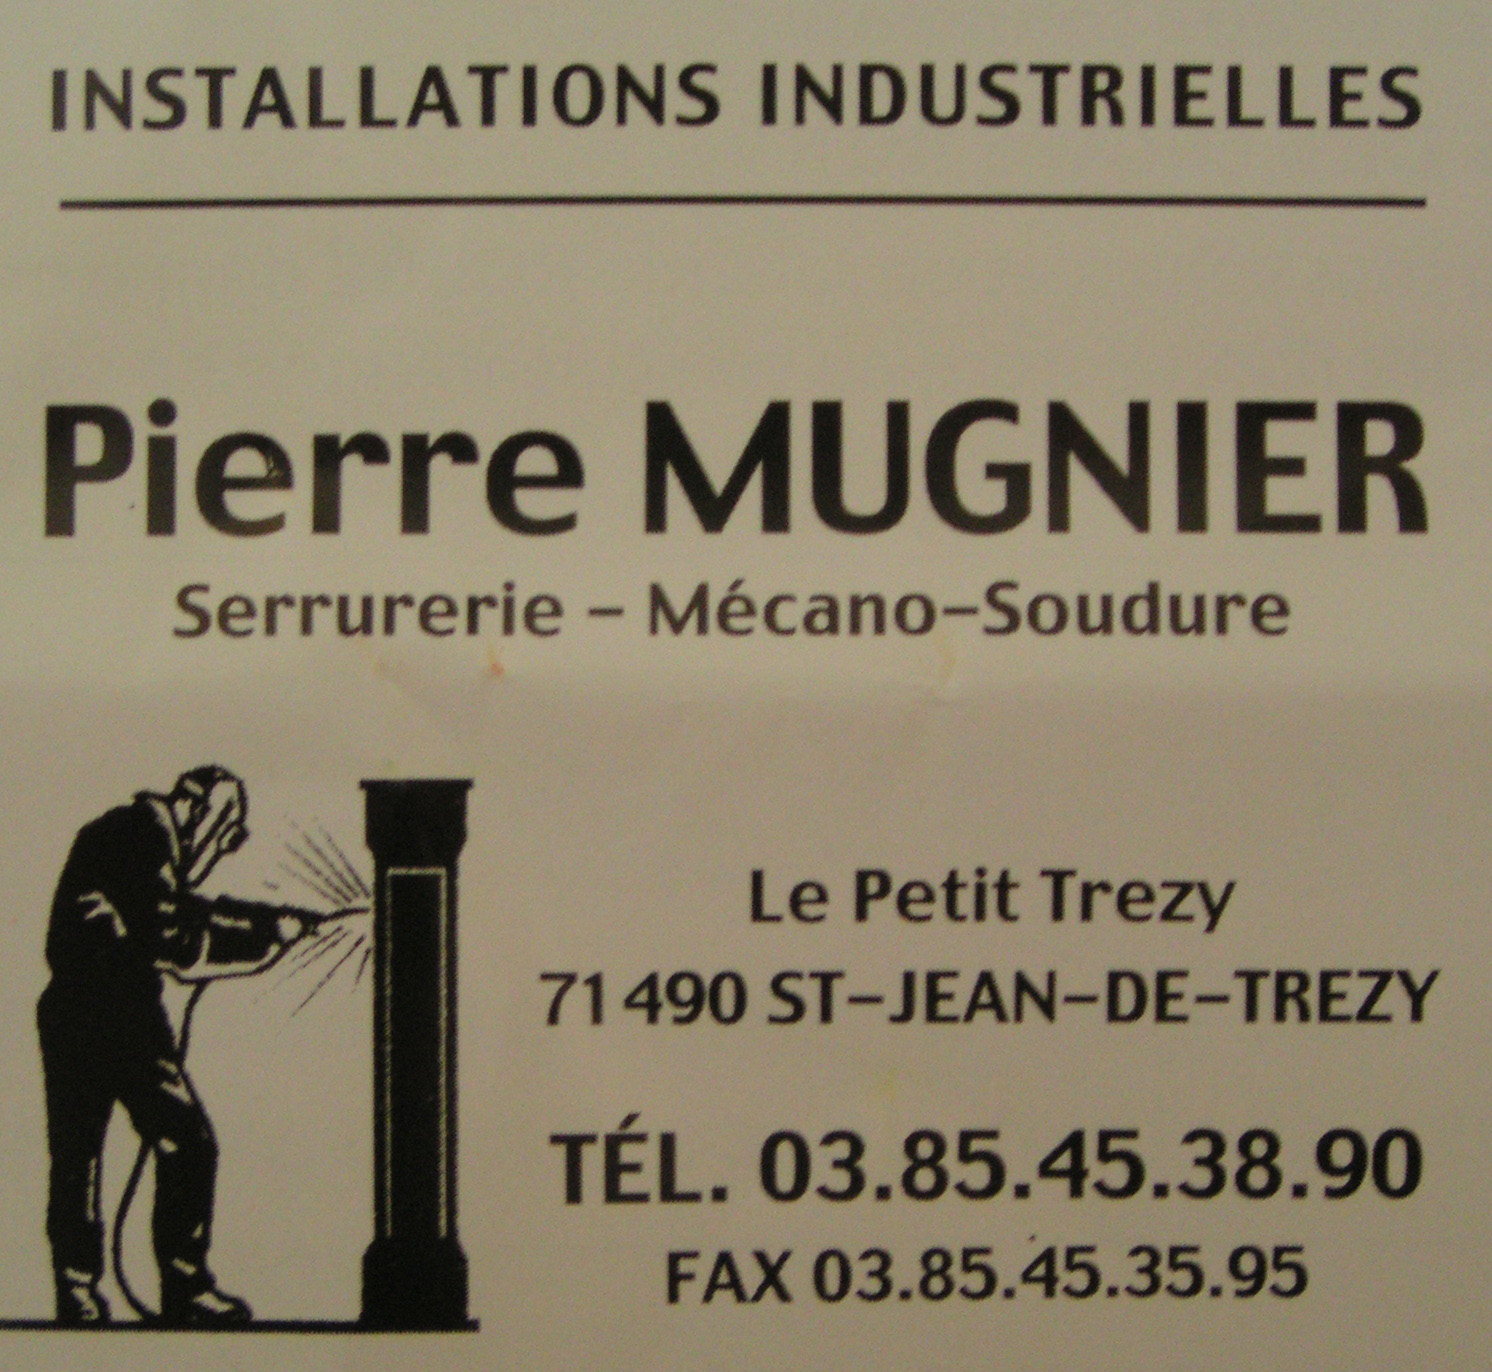 INSTALLATIONS INDUSTRIELLES
Pierre MUGNIER
Serrurerie - Mécano-Soudure
Le Petit Trezy
71490 ST-JEAN-DE-TREZY
TÉL. 03.85.45.38.90
FAX 03.85.45.35.95